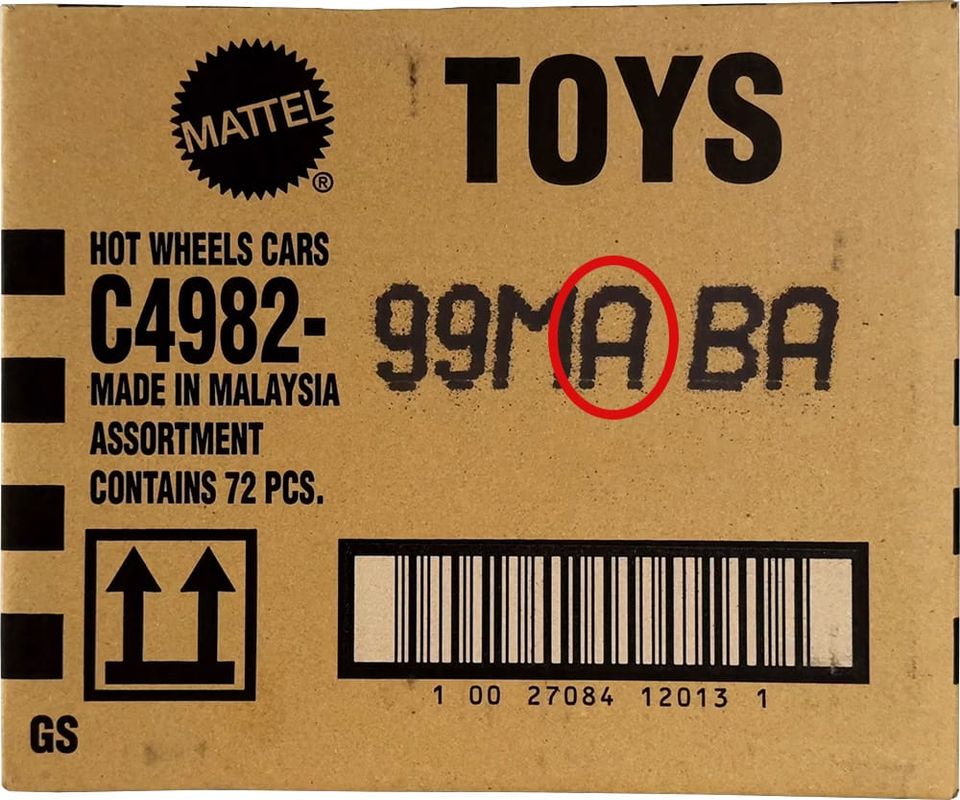 MATTEL®
TOYS
HOT WHEELS CARS
C4982- 99MA BA
MADE IN MALAYSIA
ASSORTMENT
CONTAINS 72 PCS.
1 00 27084 12013 1
GS